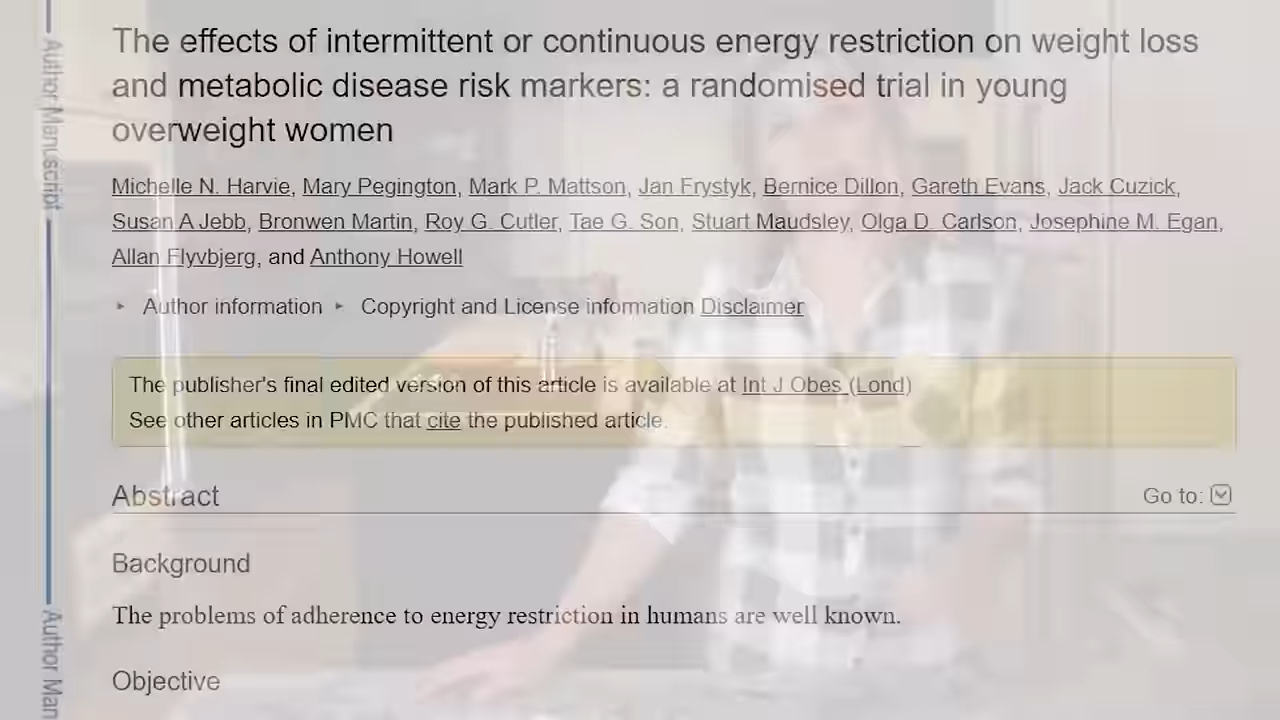 The effects of intermittent or continuous energy restriction on weight loss
and metabolic disease risk markers: a randomised trial in young
overweight women
Michelle N. Harvie, Mary Pegington, Mark P. Mattson, Jan Frystyk, Bernice Dillon, Gareth Evans, Jack Cuzick,
Susan A Jebb, Bronwen Martin, Roy G. Cutler, Tae G. Son, Stuart Maudsley, Olga D. Carlson, Josephine M. Egan,
Allan Flyvbjerg, and Anthony Howell
▸ Author information ▸ Copyright and License information Disclaimer
The publisher's final edited version of this article is available at Int J Obes (Lond)
See other articles in PMC that cite the published article.
Abstract
Go to:
Background
The problems of adherence to energy restriction in humans are well known.
Objective
Author Manuscript
Author Man